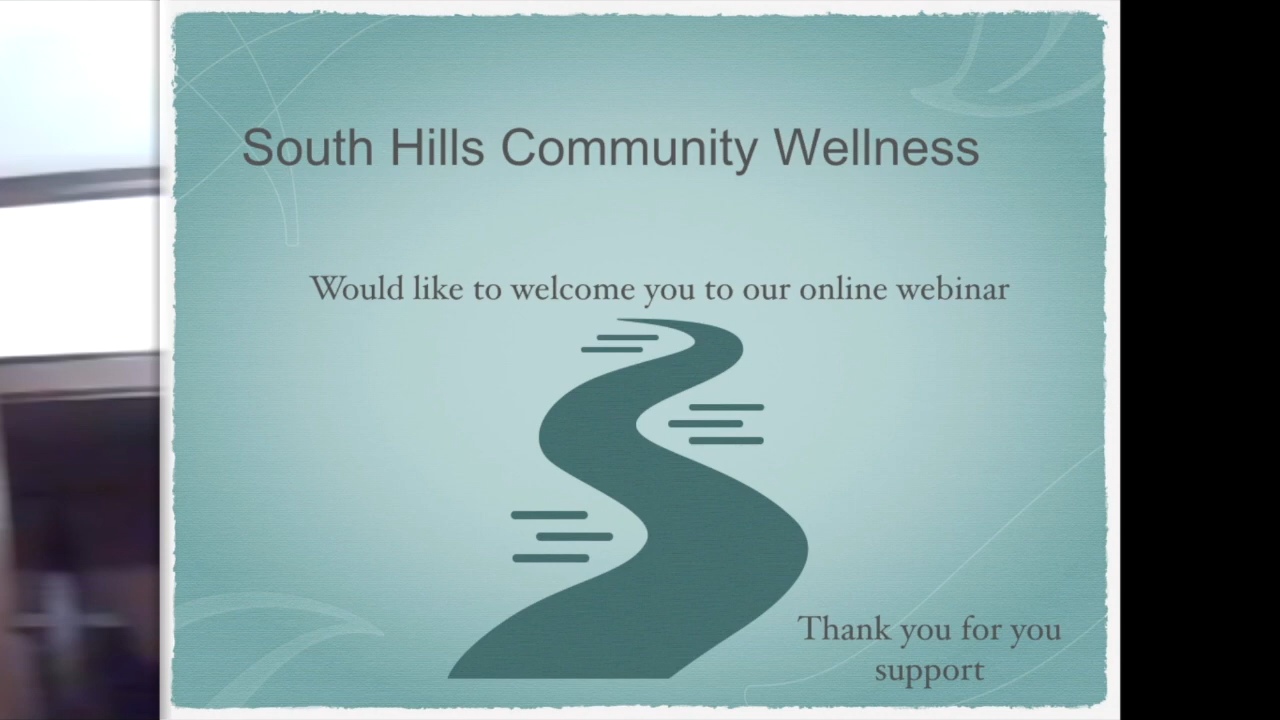 South Hills Community Wellness
Would like to welcome you to our online webinar
Thank you for you
support